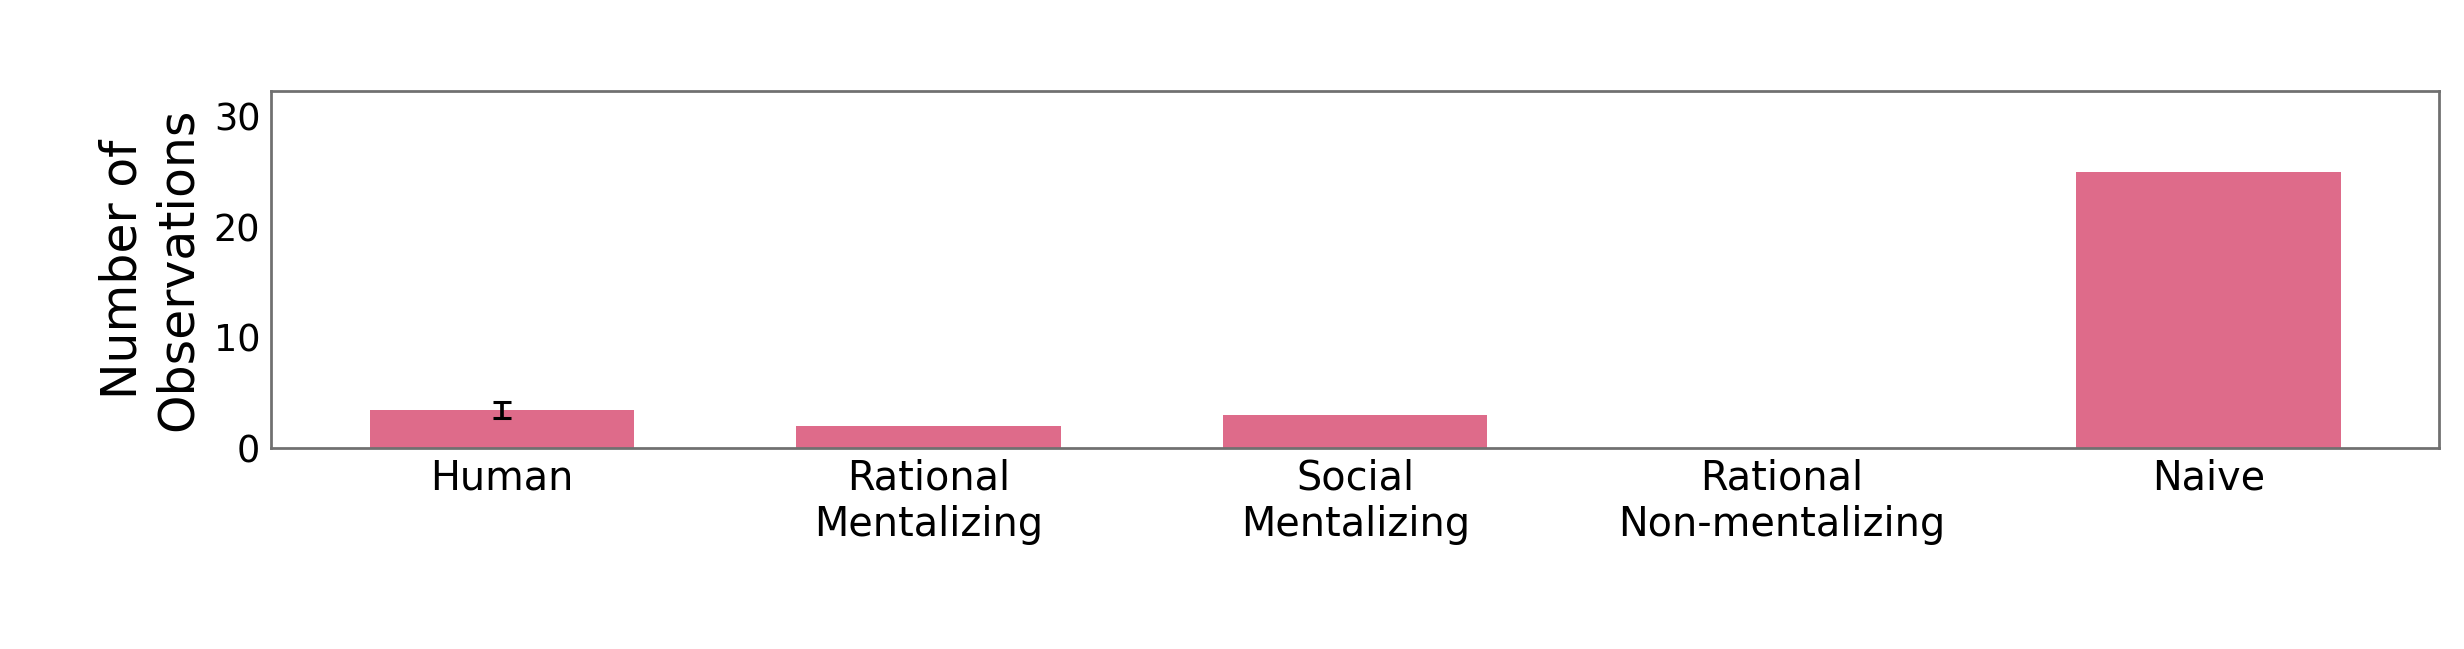 Number of
Observations
30
20
10
0
Human
Rational
Mentalizing
Social
Mentalizing
Rational
Non-mentalizing
Naive